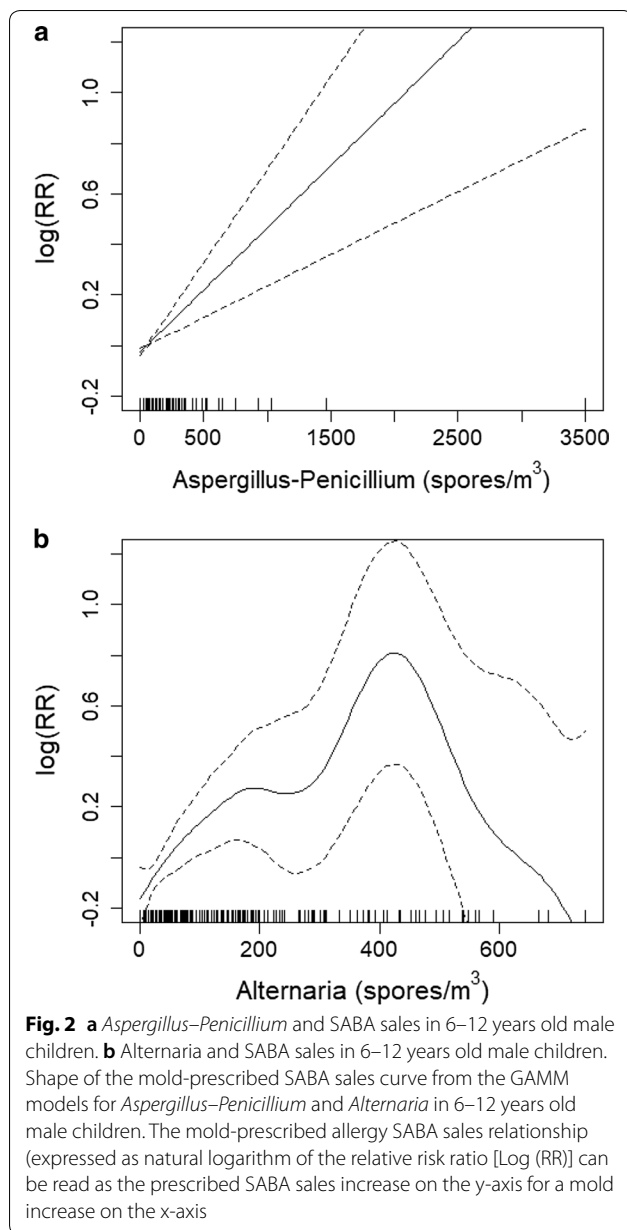 a
log(RR)
1.0
0.6
0.2
-0.2
0
500
1500
2500
3500
Aspergillus-Penicillium (spores/m³)
b
log(RR)
1.0
0.6
0.2
-0.2
0
200
400
600
Alternaria (spores/m³)
Fig. 2 a Aspergillus–Penicillium and SABA sales in 6–12 years old male
children. b Alternaria and SABA sales in 6–12 years old male children.
Shape of the mold-prescribed SABA sales curve from the GAMM
models for Aspergillus–Penicillium and Alternaria in 6–12 years old
male children. The mold-prescribed allergy SABA sales relationship
(expressed as natural logarithm of the relative risk ratio [Log (RR)] can
be read as the prescribed SABA sales increase on the y-axis for a mold
increase on the x-axis